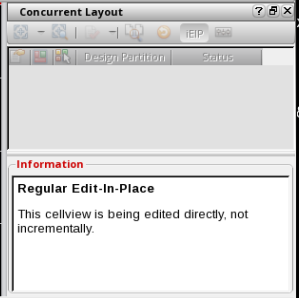 Concurrent Layout
iEIP
Design Partition Status
Information
Regular Edit-In-Place
This cellview is being edited directly, not
incrementally.